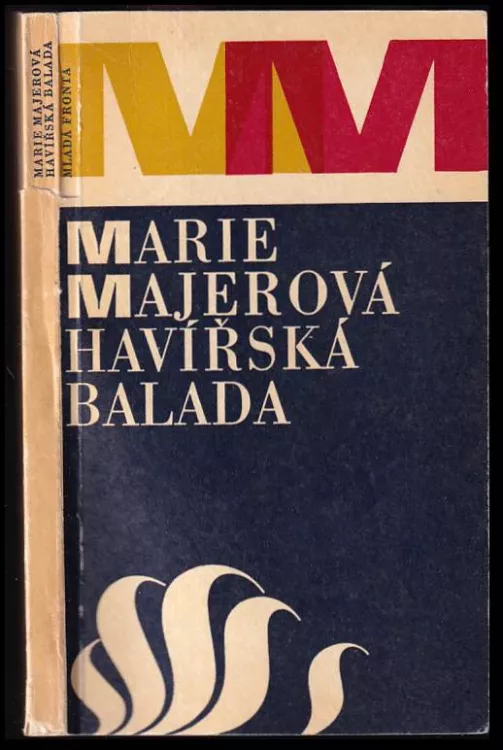 MM
MARIE
MAJEROVÁ
HAVÍŘSKÁ
BALADA
MARIE MAJEROVÁ
HAVÍŘSKÁ BALADA
MLADÁ FRONTA